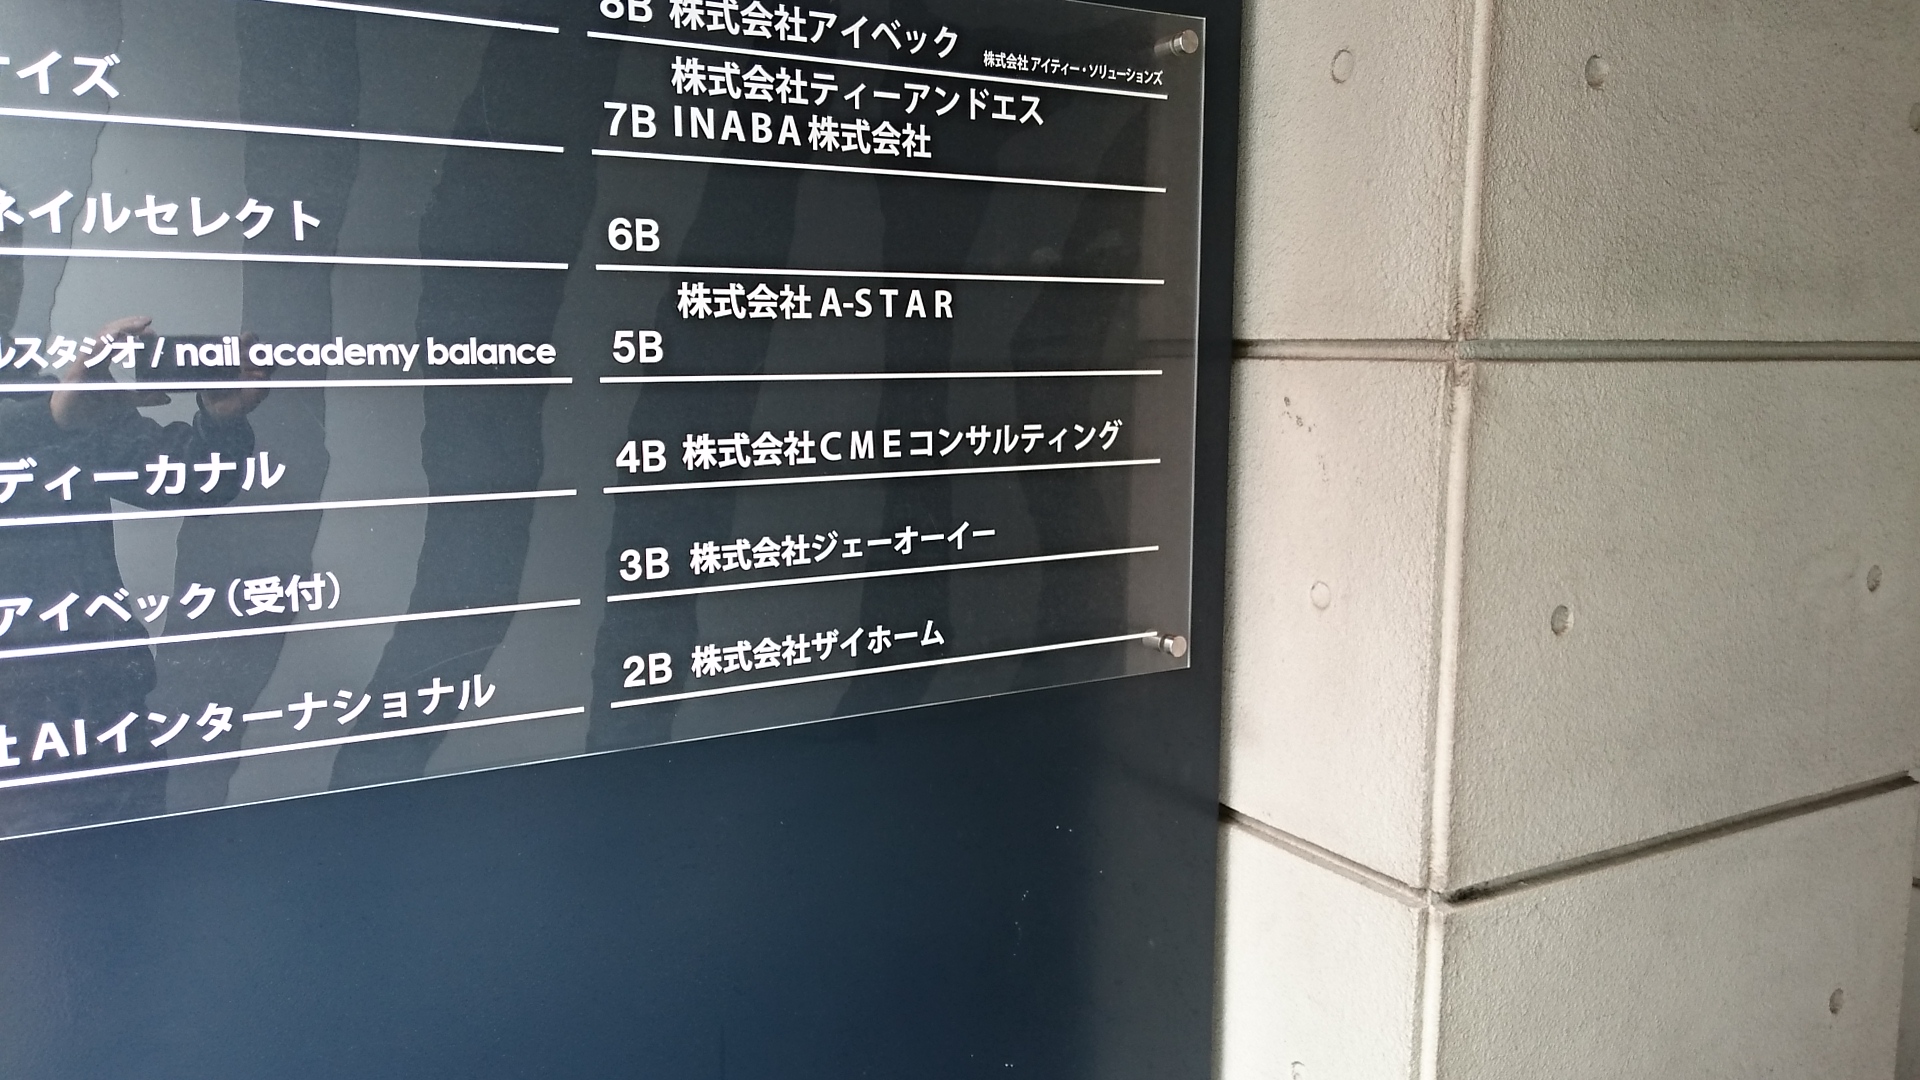 イズ
ネイルセレクト
ルスタジオ / nail academy balance
ディーカナル
アイベック(受付)
社 AIインターナショナル
8B 株式会社アイベック 株式会社 アイティー・ソリューションズ
株式会社ティーアンドエス
7B INABA株式会社
6B
株式会社 A-STAR
5B
4B 株式会社CMEコンサルティング
3B 株式会社ジェーオーイー
2B 株式会社ザイホーム